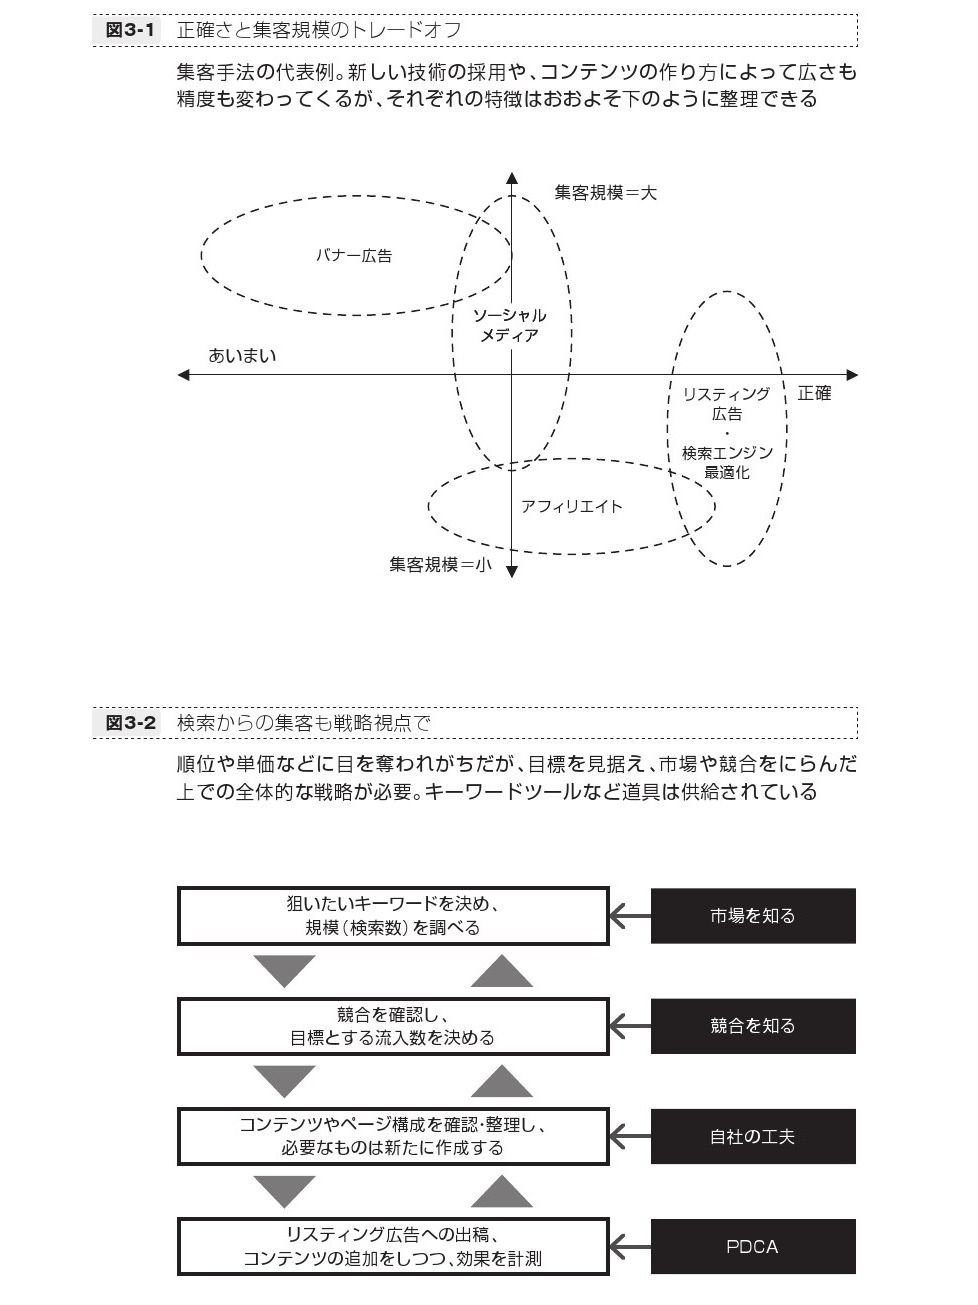 図3-1 正確さと集客規模のトレードオフ
集客手法の代表例。新しい技術の採用や、コンテンツの作り方によって広さも
精度も変わってくるが、それぞれの特徴はおおよそ下のように整理できる
集客規模＝大
バナー広告
ソーシャル
メディア
あいまい
正確
リスティング
広告
・
検索エンジン
最適化
アフィリエイト
集客規模＝小
図3-2 検索からの集客も戦略視点で
順位や単価などに目を奪われがちだが、目標を見据え、市場や競合をにらんだ
上での全体的な戦略が必要。キーワードツールなど道具は供給されている
狙いたいキーワードを決め、
規模（検索数）を調べる
市場を知る
競合を確認し、
目標とする流入数を決める
競合を知る
コンテンツやページ構成を確認・整理し、
必要なものは新たに作成する
自社の工夫
リスティング広告への出稿、
コンテンツの追加をしつつ、効果を計測
PDCA